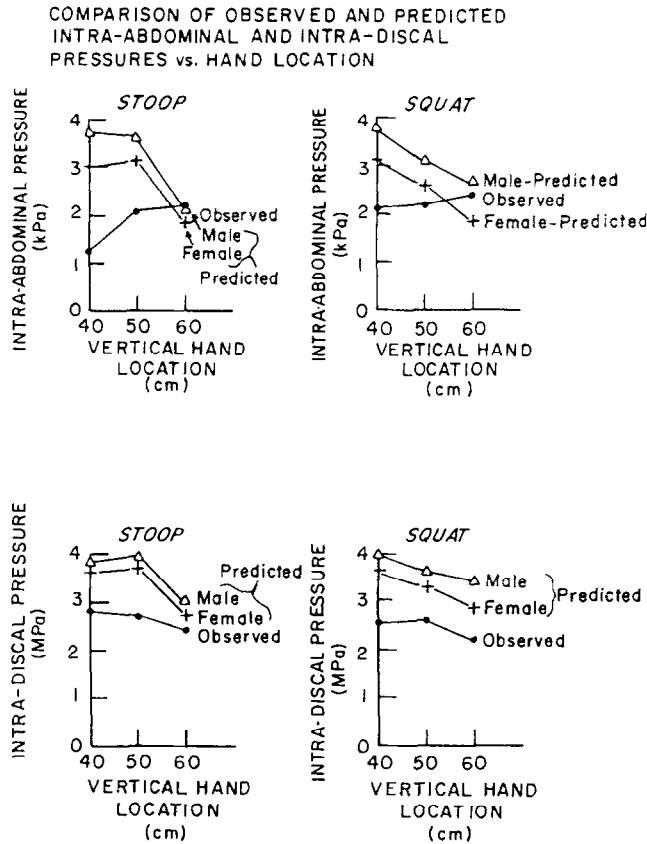 COMPARISON OF OBSERVED AND PREDICTED
INTRA-ABDOMINAL AND INTRA-DISCAL
PRESSURES vs. HAND LOCATION
STOOP
INTRA-ABDOMINAL PRESSURE
(kPa)
4
3
2
1
0
Observed
Male
Female
Predicted
40 50 60
VERTICAL HAND
LOCATION
(cm)
SQUAT
INTRA-ABDOMINAL PRESSURE
(kPa)
4
3
2
1
0
Male-Predicted
Observed
Female-Predicted
40 50 60
VERTICAL HAND
LOCATION
(cm)
STOOP
INTRA-DISCAL PRESSURE
(MPa)
4
3
2
1
0
Predicted
Male
Female
Observed
40 50 60
VERTICAL HAND
LOCATION
(cm)
SQUAT
INTRA-DISCAL PRESSURE
(MPa)
4
3
2
1
0
Male
Female
Predicted
Observed
40 50 60
VERTICAL HAND
LOCATION
(cm)